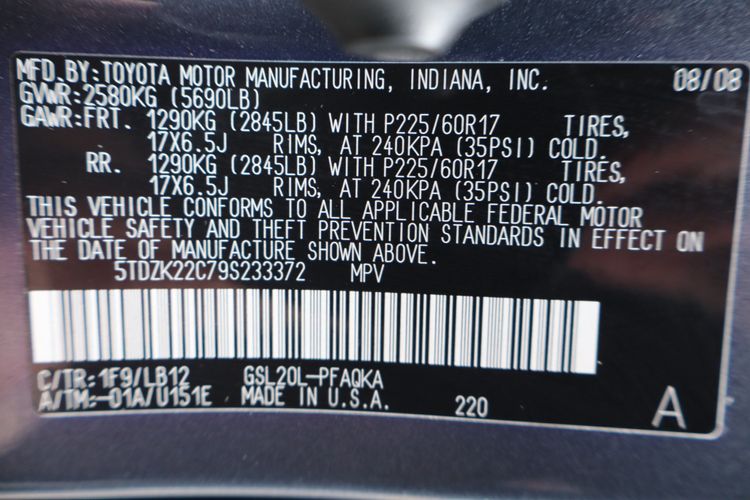 MFD.BY:TOYOTA MOTOR MANUFACTURING, INDIANA, INC. 08/08
GVWR:2580KG (5690LB)
GAWR:FRT. 1290KG (2845LB) WITH P225/60R17 TIRES,
17X6.5J RIMS, AT 240KPA (35PSI) COLD.
RR. 1290KG (2845LB) WITH P225/60R17 TIRES,
17X6.5J RIMS, AT 240KPA (35PSI) COLD.
THIS VEHICLE CONFORMS TO ALL APPLICABLE FEDERAL MOTOR
VEHICLE SAFETY AND THEFT PREVENTION STANDARDS IN EFFECT ON
THE DATE OF MANUFACTURE SHOWN ABOVE.
5TDZK22C79S233372 MPV
C/TR:1F9/LB12 GSL20L-PFAQKA
A/TM:-01A/U151E MADE IN U.S.A. 220 A